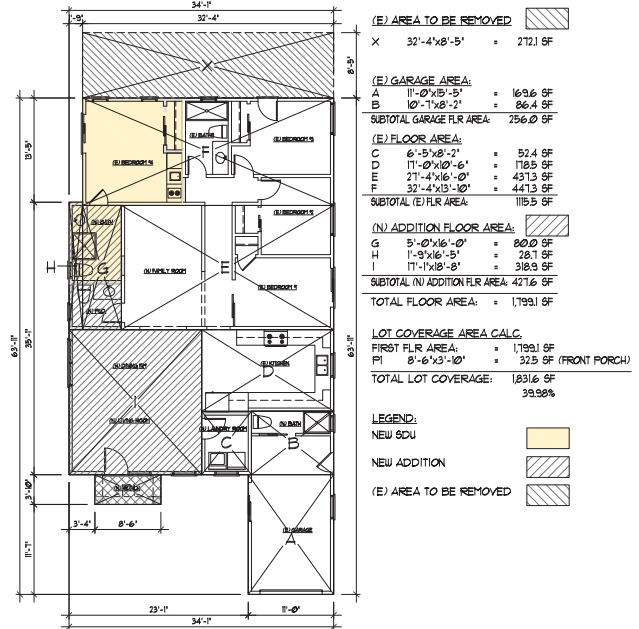 34'-1"
32'-4"
1'-9"
8'-5"
X
(E) AREA TO BE REMOVED
X 32'-4"x8'-5" = 272.1 SF
(E) GARAGE AREA:
A 11'-0"x15'-5" = 169.6 SF
B 10'-7"x8'-2" = 86.4 SF
SUBTOTAL GARAGE FLR AREA: 256.0 SF
(E) FLOOR AREA:
C 6'-5"x8'-2" = 52.4 SF
D 17'-0"x10'-6" = 178.5 SF
E 27'-4"x16'-0" = 437.3 SF
F 32'-4"x13'-10" = 447.3 SF
SUBTOTAL (E) FLR AREA: 1115.5 SF
(N) ADDITION FLOOR AREA:
G 5'-0"x16'-0" = 80.0 SF
H 1'-9"x16'-5" = 28.7 SF
I 17'-1"x18'-8" = 318.9 SF
SUBTOTAL (N) ADDITION FLR AREA: 427.6 SF
TOTAL FLOOR AREA: = 1,799.1 SF
LOT COVERAGE AREA CALC.
FIRST FLR AREA: = 1,799.1 SF
P1 8'-6"x3'-10" = 32.5 SF (FRONT PORCH)
TOTAL LOT COVERAGE: 1,831.6 SF
39.98%
LEGEND:
NEW SDU
NEW ADDITION
(E) AREA TO BE REMOVED
13'-5"
(E) BATH
(E) BEDROOM
F
(E) BEDROOM
(E) BEDROOM
(N) BATH
63'-11"
35'-1"
H
G
(N) FAMILY ROOM
E
(E) BEDROOM
63'-11"
(N) DINING RM
(E) KITCHEN
D
I
(N) LIVING ROOM
(N) LAUNDRY ROOM
C
(N) BATH
B
3'-10"
3'-4"
8'-6"
11'-7"
(E) GARAGE
A
23'-1"
11'-0"
34'-1"